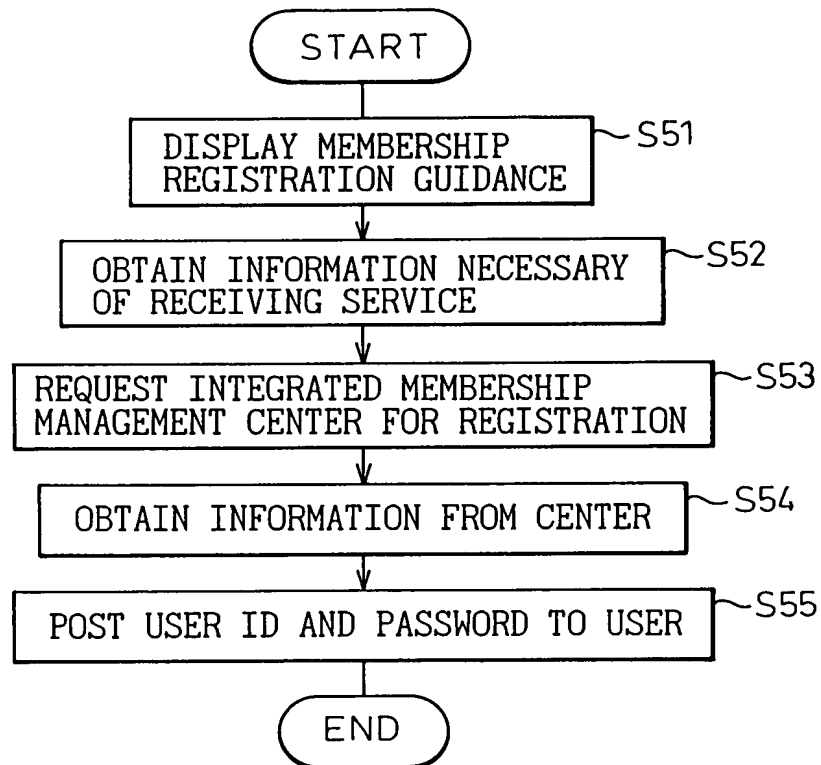 START
DISPLAY MEMBERSHIP
REGISTRATION GUIDANCE
S51
OBTAIN INFORMATION NECESSARY
OF RECEIVING SERVICE
S52
REQUEST INTEGRATED MEMBERSHIP
MANAGEMENT CENTER FOR REGISTRATION
S53
OBTAIN INFORMATION FROM CENTER
S54
POST USER ID AND PASSWORD TO USER
S55
END